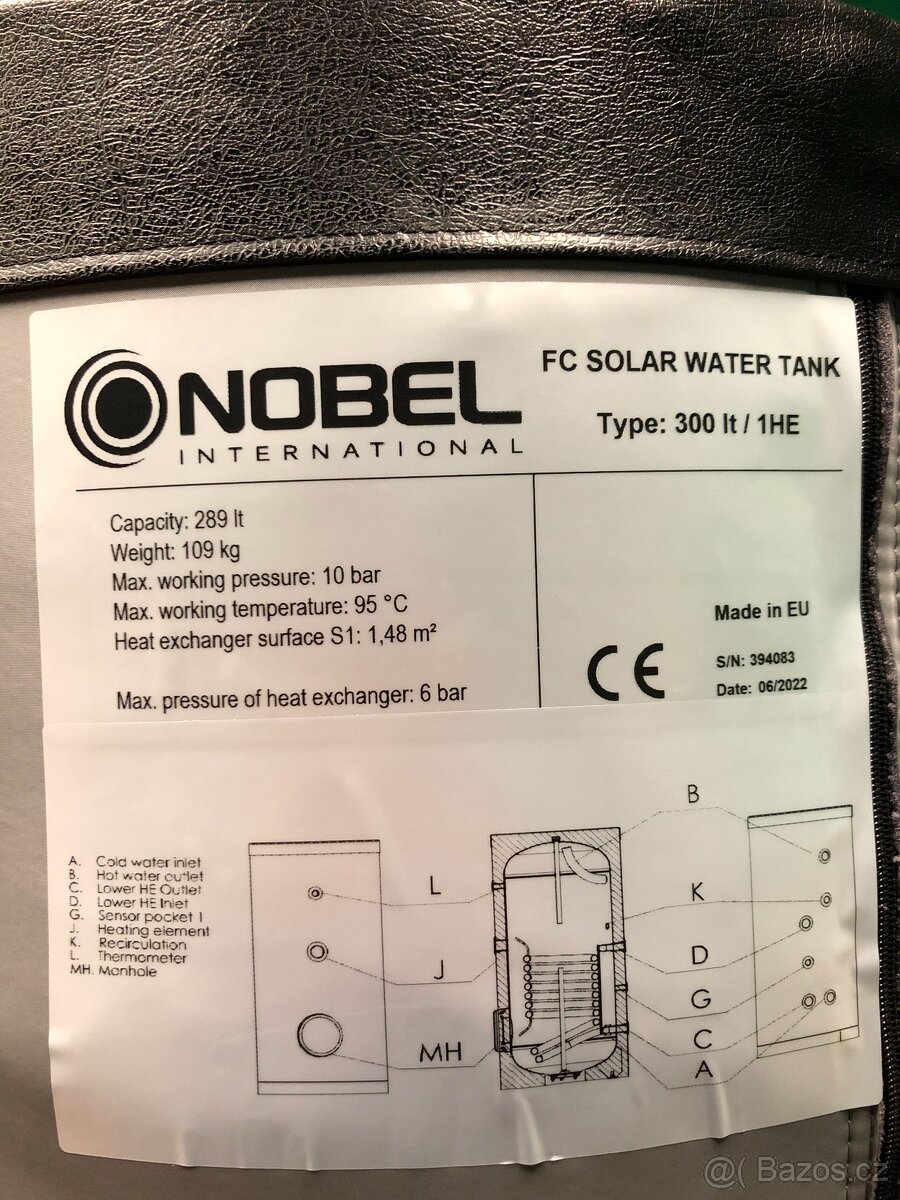 NOBEL
INTERNATIONAL
FC SOLAR WATER TANK
Type: 300 lt / 1HE
Capacity: 289 lt
Weight: 109 kg
Max. working pressure: 10 bar
Max. working temperature: 95 °C
Heat exchanger surface S1: 1,48 m²
Max. pressure of heat exchanger: 6 bar
CE
Made in EU
S/N: 394083
Date: 06/2022
A. Cold water inlet
B. Hot water outlet
C. Lower HE Outlet
D. Lower HE Inlet
G. Sensor pocket 1
J. Heating element
K. Recirculation
L. Thermometer
MH. Manhole
L
J
MH
B
K
D
G
C
A
@( Bazos.cz